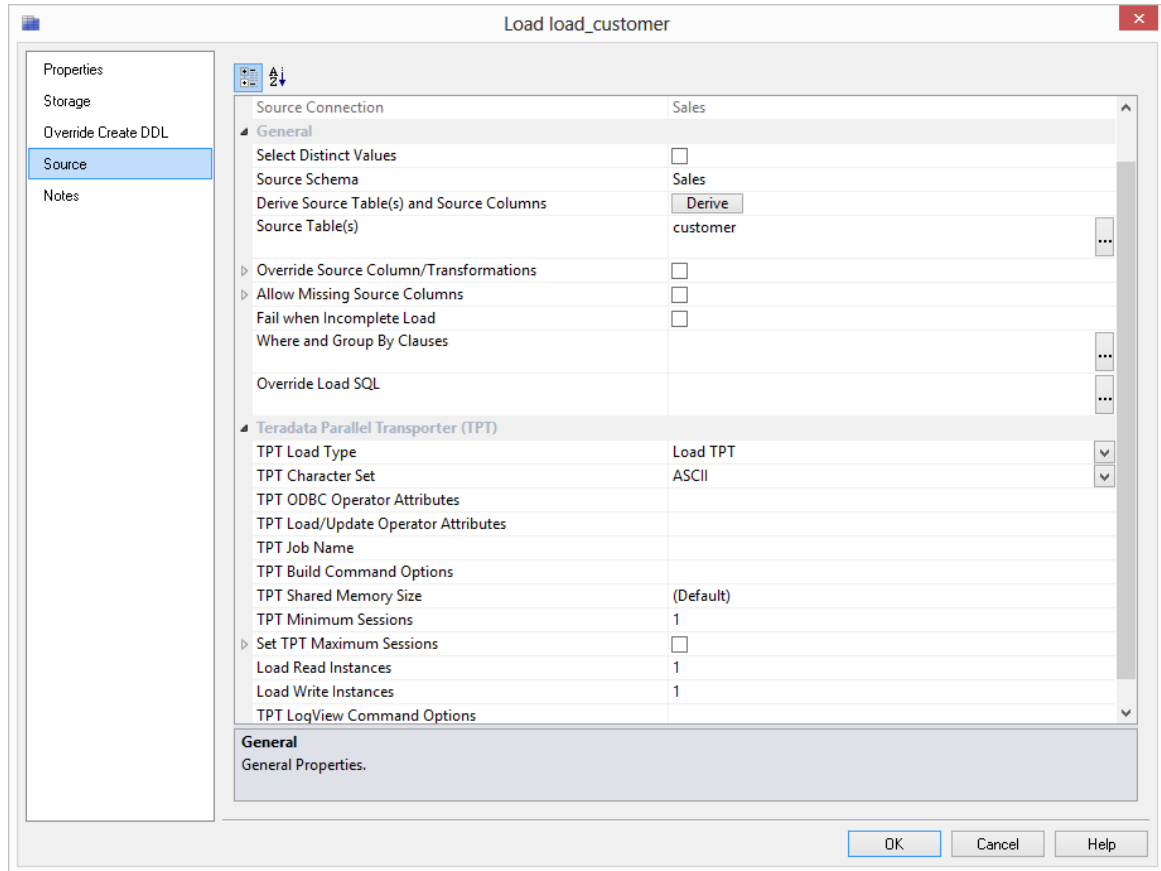 Load load_customer
Properties
Storage
Override Create DDL
Source
Notes
Source Connection Sales
General
Select Distinct Values
Source Schema Sales
Derive Source Table(s) and Source Columns Derive
Source Table(s) customer
...
Override Source Column/Transformations
Allow Missing Source Columns
Fail when Incomplete Load
Where and Group By Clauses
...
Override Load SQL
...
Teradata Parallel Transporter (TPT)
TPT Load Type Load TPT
TPT Character Set ASCII
TPT ODBC Operator Attributes
TPT Load/Update Operator Attributes
TPT Job Name
TPT Build Command Options
TPT Shared Memory Size (Default)
TPT Minimum Sessions 1
Set TPT Maximum Sessions
Load Read Instances 1
Load Write Instances 1
TPT LogView Command Options
General
General Properties.
OK Cancel Help